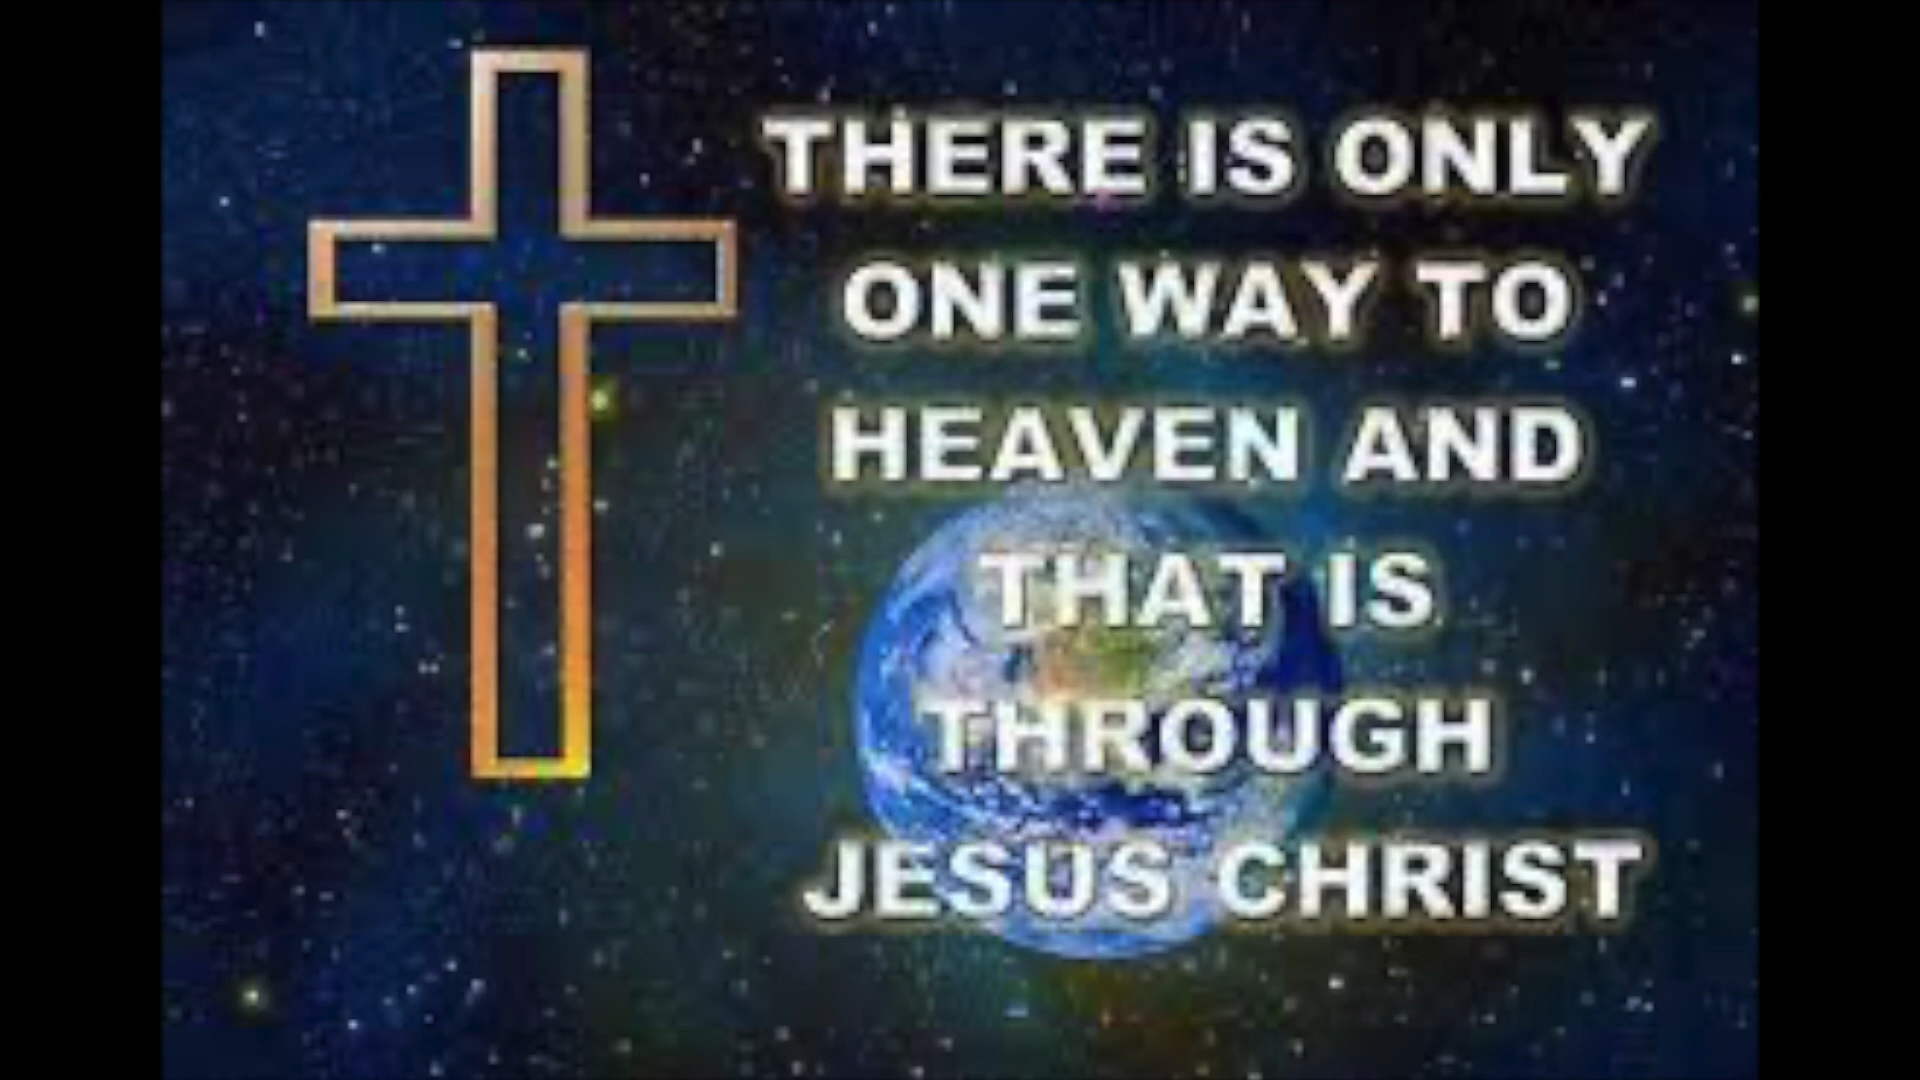 THERE IS ONLY
ONE WAY TO
HEAVEN AND
THAT IS
THROUGH
JESUS CHRIST